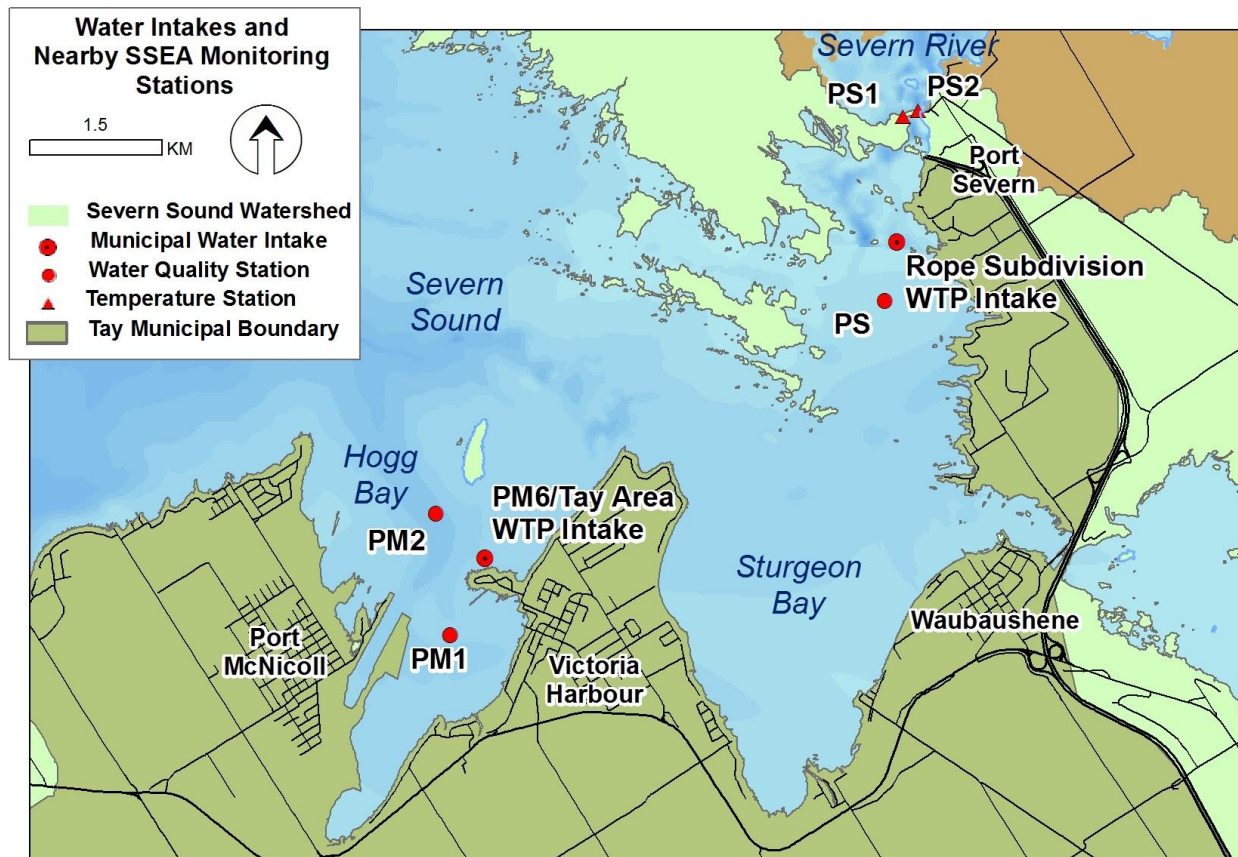 Water Intakes and
Nearby SSEA Monitoring
Stations
1.5
KM
Severn Sound Watershed
Municipal Water Intake
Water Quality Station
Temperature Station
Tay Municipal Boundary
Severn River
PS1
PS2
Port
Severn
Rope Subdivision
WTP Intake
PS
Severn
Sound
Hogg
Bay
PM2
PM6/Tay Area
WTP Intake
Sturgeon
Bay
Waubaushene
Port
McNicoll
PM1
Victoria
Harbour